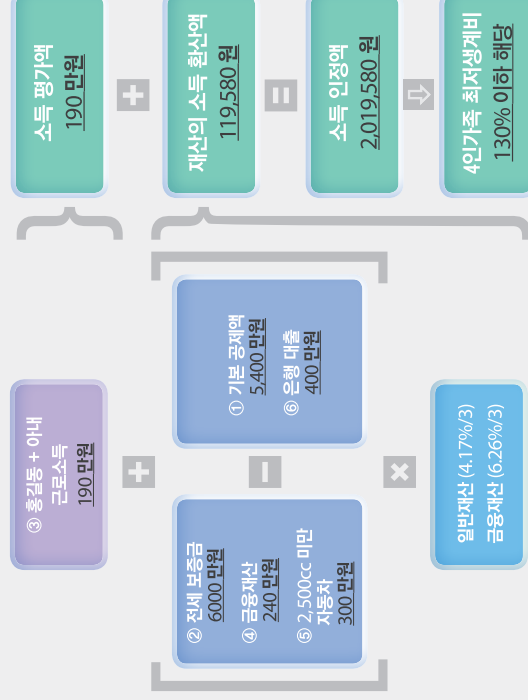 ③ 홍길동 + 아내
근로소득
190 만원
+
② 전세 보증금
6000 만원
④ 금융재산
240 만원
⑤ 2,500cc 미만
자동차
300 만원
−
① 기본 공제액
5,400 만원
⑥ 은행 대출
400 만원
×
일반재산 (4.17%/3)
금융재산 (6.26%/3)
소득 평가액
190 만원
+
재산의 소득 환산액
119,580 원
=
소득 인정액
2,019,580 원
⇨
4인가족 최저생계비
130% 이하 해당